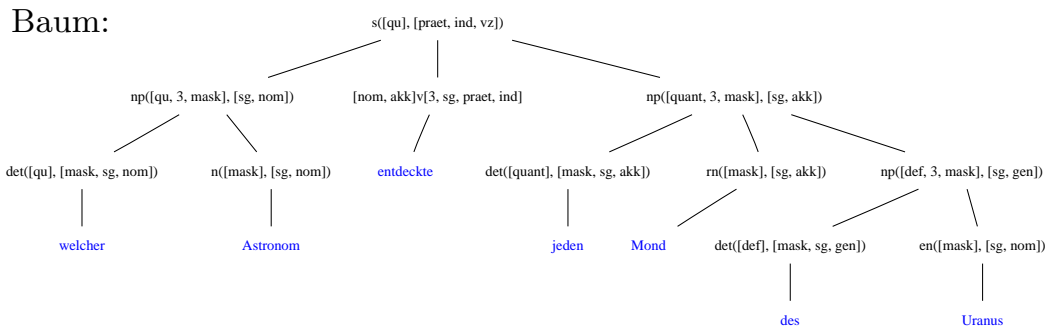 Baum:
s([qu], [praet, ind, vz])
np([qu, 3, mask], [sg, nom]) [nom, akk]v[3, sg, praet, ind] np([quant, 3, mask], [sg, akk])
det([qu], [mask, sg, nom]) n([mask], [sg, nom]) entdeckte det([quant], [mask, sg, akk]) rn([mask], [sg, akk]) np([def, 3, mask], [sg, gen])
welcher Astronom jeden Mond det([def], [mask, sg, gen]) en([mask], [sg, nom])
des Uranus